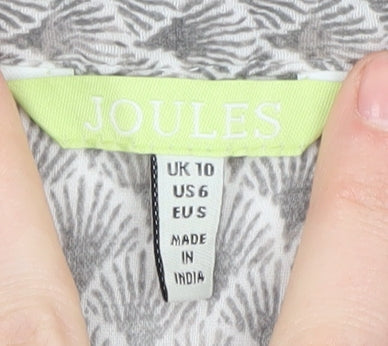 JOULES
UK 10
US 6
EU S
MADE
IN
INDIA